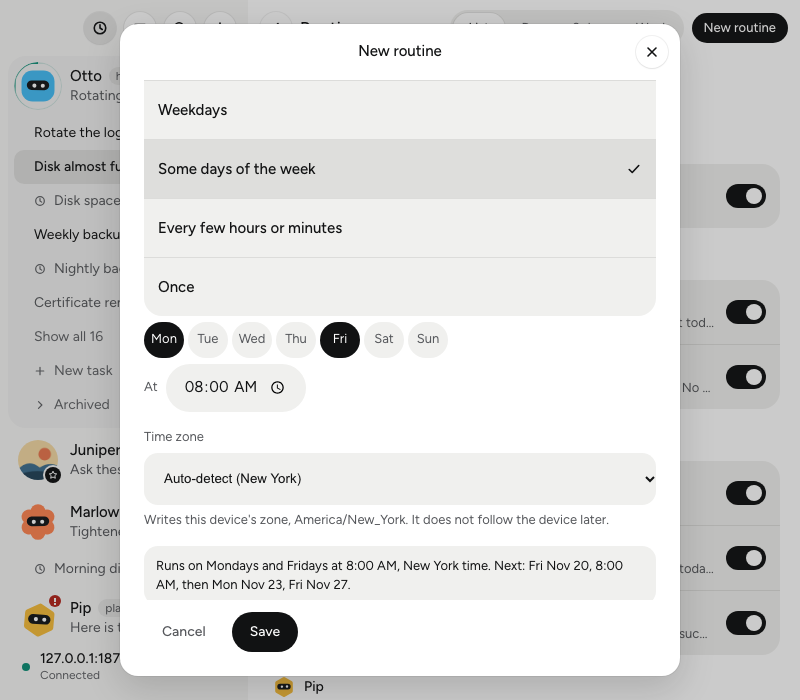 New routine
New routine
Otto
Rotating
Rotate the log
Disk almost fu
Disk space
Weekly backu
Nightly ba
Certificate
Show all 16
New task
Archived
Juniper
Ask thes
Marlow
Tightene
Morning di
Pip
Here is t
127.0.0.1:187
Connected
Weekdays
Some days of the week
Every few hours or minutes
Once
Mon Tue Wed Thu Fri Sat Sun
At 08:00 AM
Time zone
Auto-detect (New York)
Writes this device's zone, America/New_York. It does not follow the device later.
Runs on Mondays and Fridays at 8:00 AM, New York time. Next: Fri Nov 20, 8:00
AM, then Mon Nov 23, Fri Nov 27.
Cancel Save
t tod...
No ...
toda...
suc...
Pip